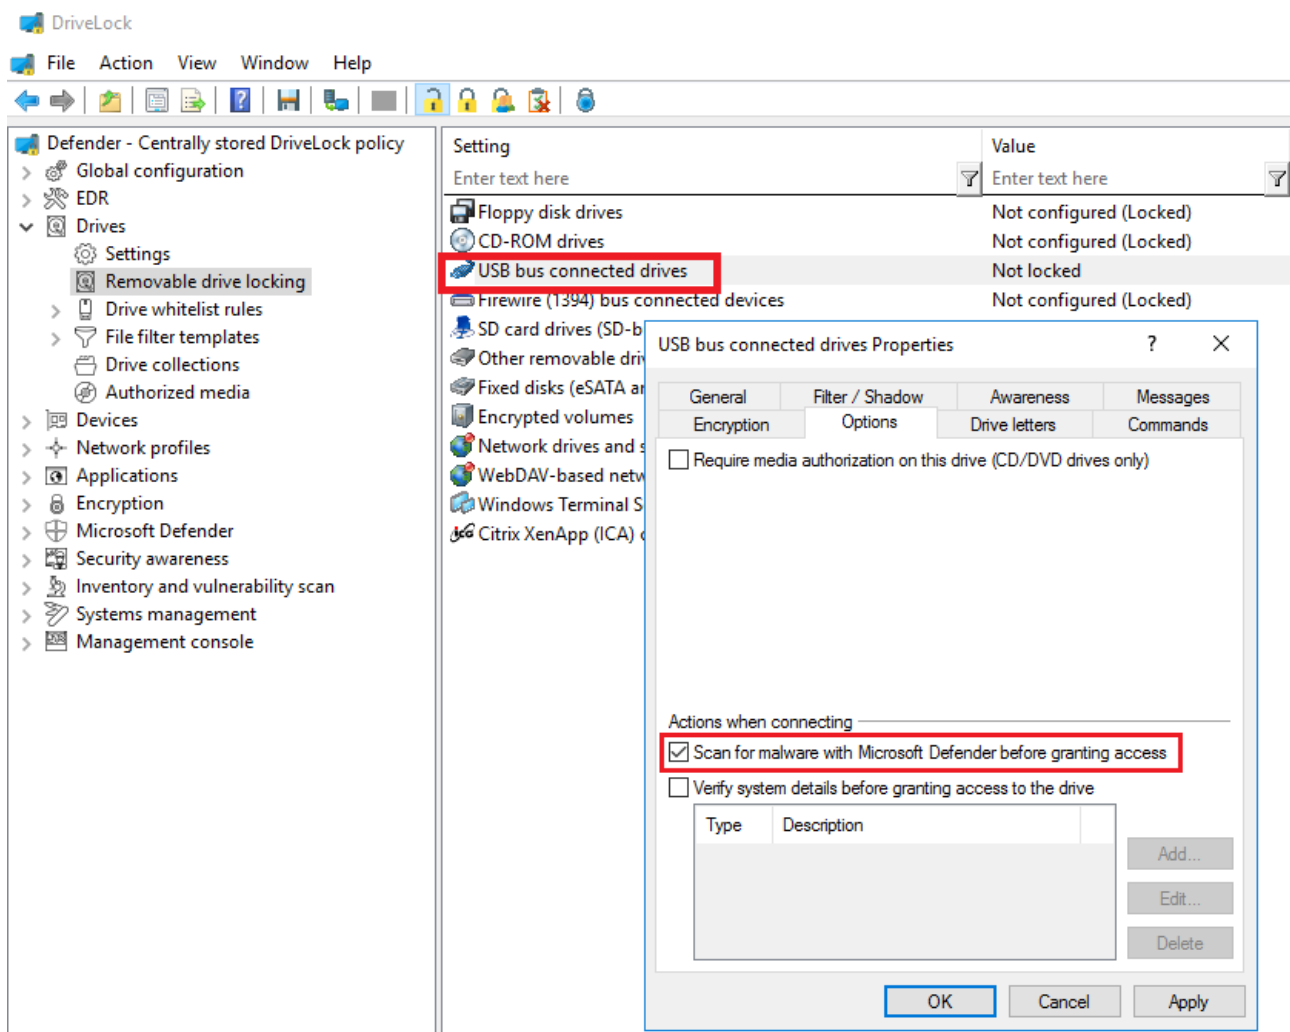 DriveLock
File Action View Window Help
Defender - Centrally stored DriveLock policy
Global configuration
EDR
Drives
Settings
Removable drive locking
Drive whitelist rules
File filter templates
Drive collections
Authorized media
Devices
Network profiles
Applications
Encryption
Microsoft Defender
Security awareness
Inventory and vulnerability scan
Systems management
Management console
Setting Value
Enter text here Enter text here
Floppy disk drives Not configured (Locked)
CD-ROM drives Not configured (Locked)
USB bus connected drives Not locked
Firewire (1394) bus connected devices Not configured (Locked)
SD card drives (SD-b
Other removable driv
Fixed disks (eSATA ar
Encrypted volumes
Network drives and s
WebDAV-based netw
Windows Terminal S
Citrix XenApp (ICA) c
USB bus connected drives Properties ?
General Filter / Shadow Awareness Messages
Encryption Options Drive letters Commands
Require media authorization on this drive (CD/DVD drives only)
Actions when connecting
Scan for malware with Microsoft Defender before granting access
Verify system details before granting access to the drive
Type Description
Add...
Edit...
Delete
OK Cancel Apply